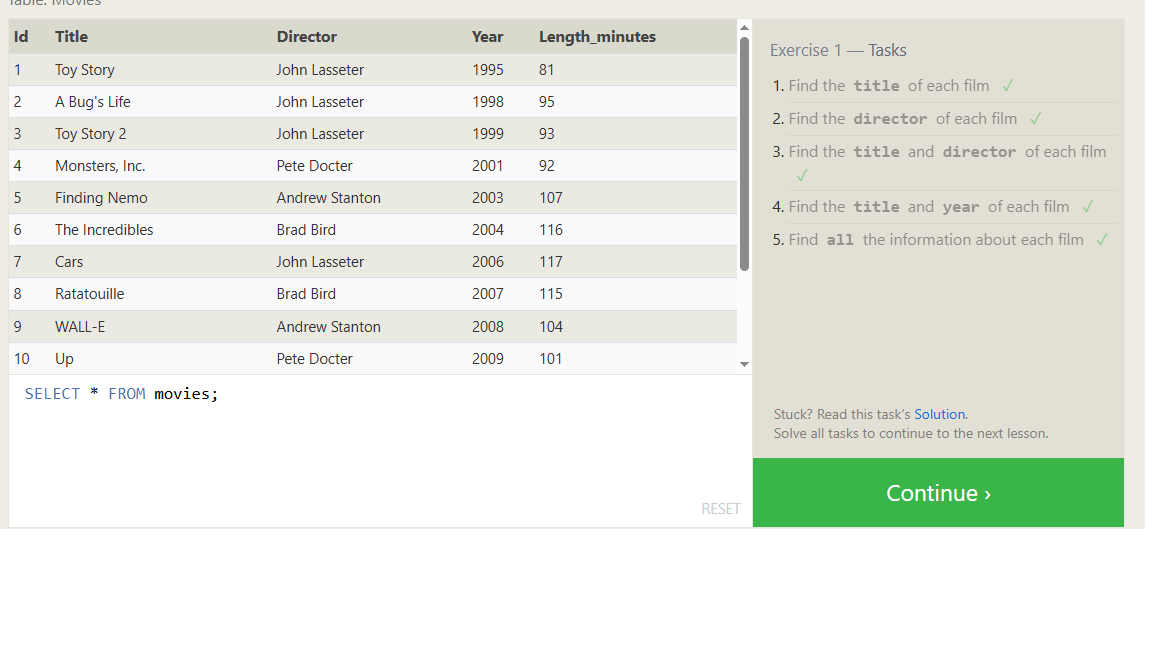 Table: Movies
Id Title Director Year Length_minutes
1 Toy Story John Lasseter 1995 81
2 A Bug's Life John Lasseter 1998 95
3 Toy Story 2 John Lasseter 1999 93
4 Monsters, Inc. Pete Docter 2001 92
5 Finding Nemo Andrew Stanton 2003 107
6 The Incredibles Brad Bird 2004 116
7 Cars John Lasseter 2006 117
8 Ratatouille Brad Bird 2007 115
9 WALL-E Andrew Stanton 2008 104
10 Up Pete Docter 2009 101
SELECT * FROM movies;
RESET
Exercise 1 — Tasks
1. Find the title of each film ✓
2. Find the director of each film ✓
3. Find the title and director of each film
✓
4. Find the title and year of each film ✓
5. Find all the information about each film ✓
Stuck? Read this task's Solution.
Solve all tasks to continue to the next lesson.
Continue ›